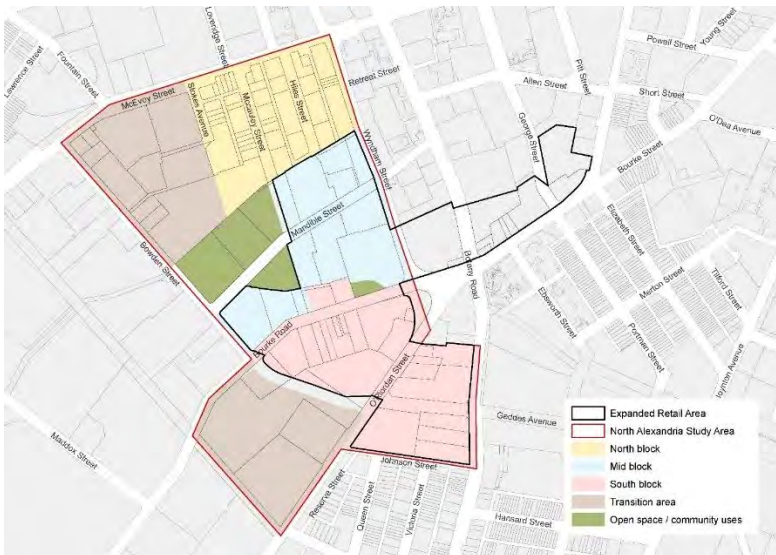 Loveridge Street
Young Street
Powell Street
Lawrence Street
Fountain Street
Retreat Street
Pitt Street
Allen Street
McEvoy Street
Stokes Avenue
Mccauley Street
Hiles Street
Short Street
O'Dea Avenue
George Street
Bourke Street
Wyndham Street
Mandible Street
Elizabeth Street
Bowden Street
Botany Road
Merton Street
Tilford Street
Ebsworth Street
Portman Street
Joynton Avenue
Bourke Road
O'Riordan Street
Geddes Avenue
Maddox Street
Johnson Street
Reserve Street
Queen Street
Victoria Street
Hansard Street
Expanded Retail Area
North Alexandria Study Area
North block
Mid block
South block
Transition area
Open space / community uses